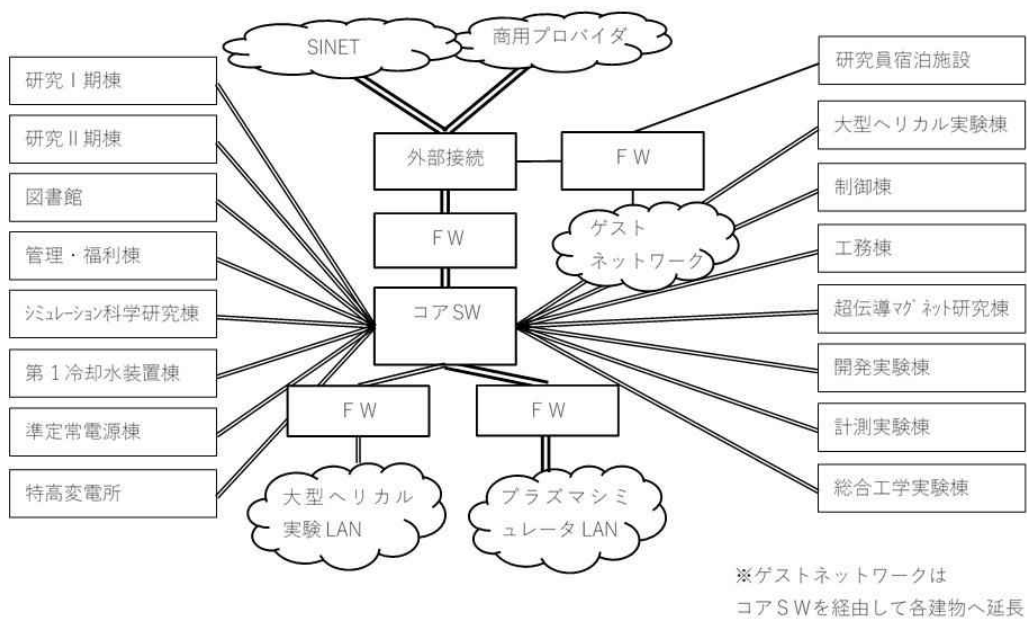 SINET
商用プロバイダ
研究Ⅰ期棟
研究Ⅱ期棟
図書館
管理・福利棟
ｼﾐｭﾚｰｼｮﾝ科学研究棟
第1冷却水装置棟
準定常電源棟
特高変電所
外部接続
FW
FW
ゲスト
ネットワーク
コアSW
FW
FW
大型ヘリカル
実験LAN
プラズマシミ
ュレータLAN
研究員宿泊施設
大型ヘリカル実験棟
制御棟
工務棟
超伝導ﾏｸﾞﾈｯﾄ研究棟
開発実験棟
計測実験棟
総合工学実験棟
※ゲストネットワークは
コアSWを経由して各建物へ延長